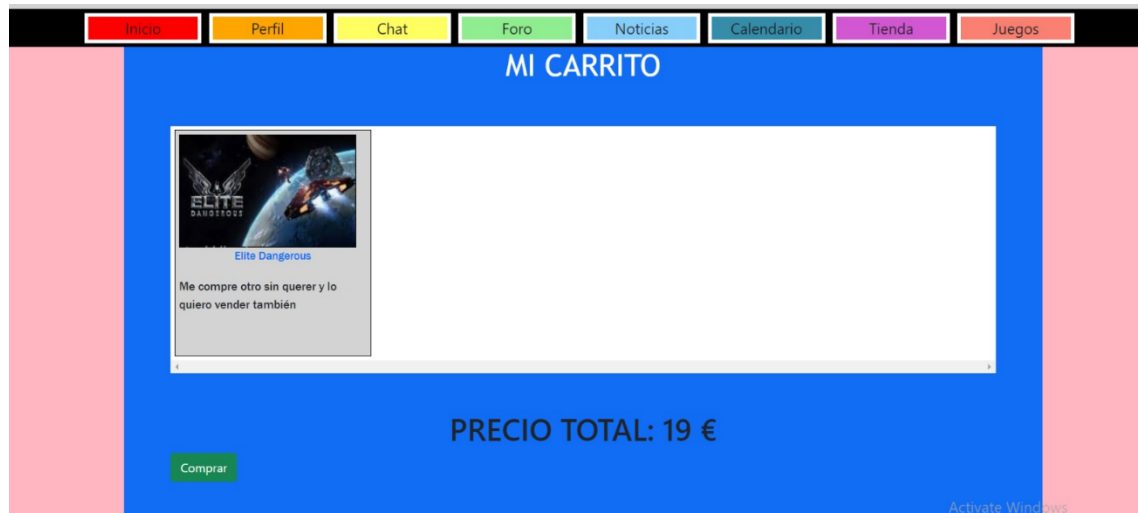 Inicio Perfil Chat Foro Noticias Calendario Tienda Juegos
MI CARRITO
ELITE
DANGEROUS
Elite Dangerous
Me compre otro sin querer y lo
quiero vender también
PRECIO TOTAL: 19 €
Comprar
Activate Windows